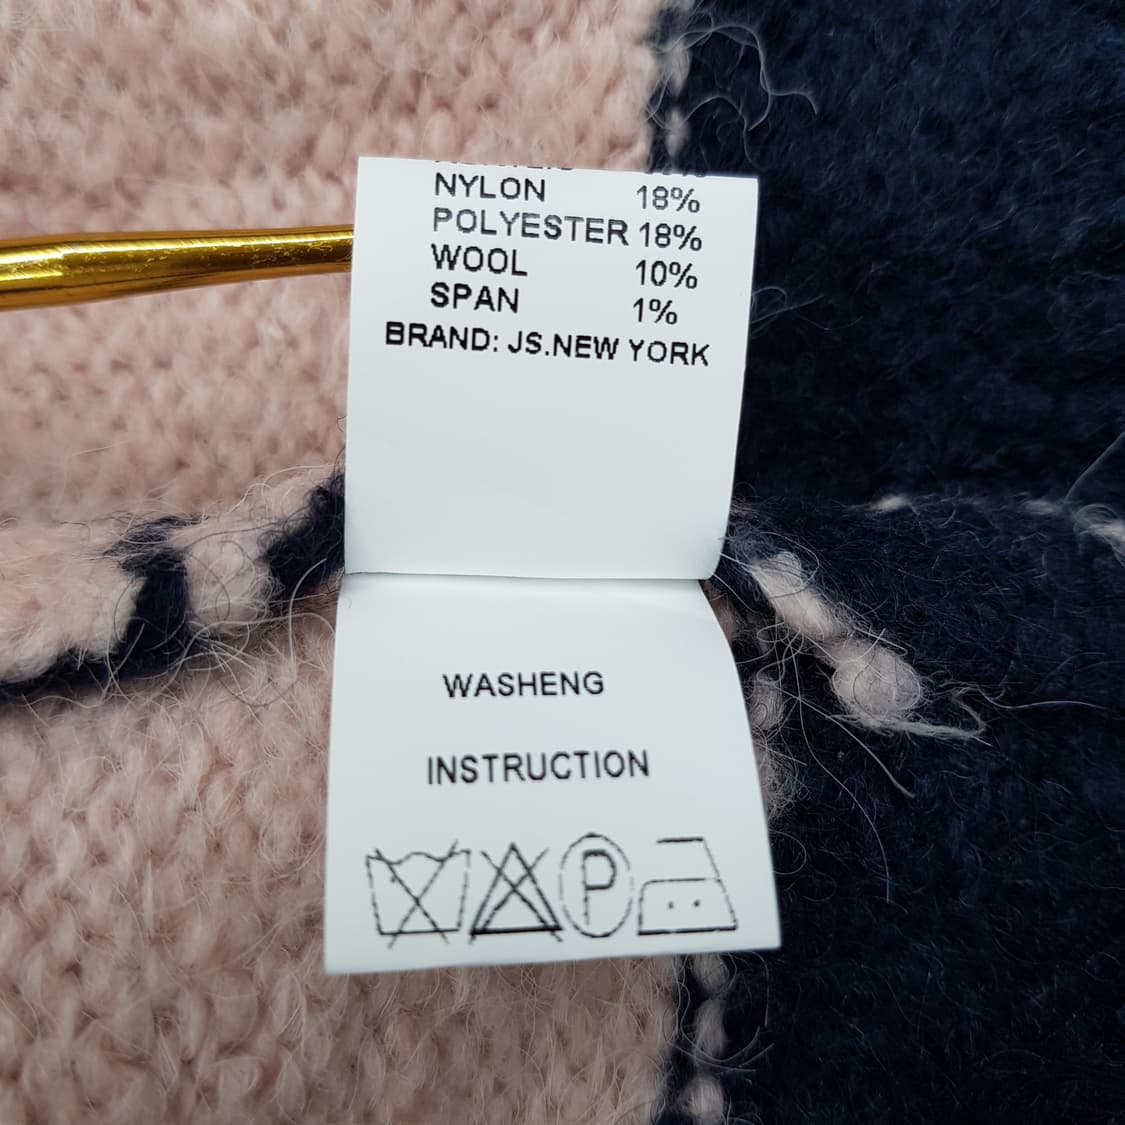 NYLON 18%
POLYESTER 18%
WOOL 10%
SPAN 1%
BRAND: JS.NEW YORK
WASHENG
INSTRUCTION
P